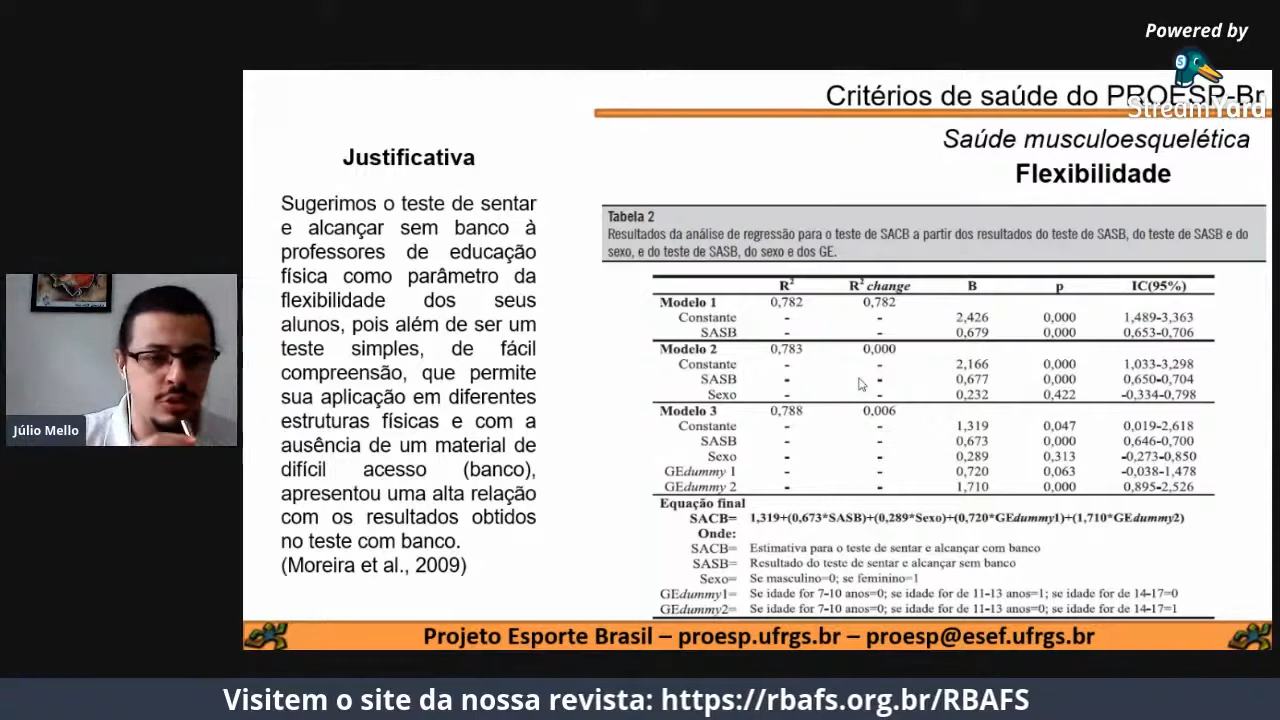 Powered by
StreamYard
Critérios de saúde do PROESP-Br
Saúde musculoesquelética
Flexibilidade
Justificativa
Sugerimos o teste de sentar
e alcançar sem banco à
professores de educação
física como parâmetro da
flexibilidade dos seus
alunos, pois além de ser um
teste simples, de fácil
compreensão, que permite
sua aplicação em diferentes
estruturas físicas e com a
ausência de um material de
difícil acesso (banco),
apresentou uma alta relação
com os resultados obtidos
no teste com banco.
(Moreira et al., 2009)
Tabela 2
Resultados da análise de regressão para o teste de SACB a partir dos resultados do teste de SASB, do teste de SASB e do
sexo, e do teste de SASB, do sexo e dos GE.
R² R² change B p IC(95%)
Modelo 1 0,782 0,782
Constante - - 2,426 0,000 1,489-3,363
SASB - - 0,679 0,000 0,653-0,706
Modelo 2 0,783 0,000
Constante - - 2,166 0,000 1,033-3,298
SASB - - 0,677 0,000 0,650-0,704
Sexo - - 0,232 0,422 -0,334-0,798
Modelo 3 0,788 0,006
Constante - - 1,319 0,047 0,019-2,618
SASB - - 0,673 0,000 0,646-0,700
Sexo - - 0,289 0,313 -0,273-0,850
GEdummy 1 - - 0,720 0,063 -0,038-1,478
GEdummy 2 - - 1,710 0,000 0,895-2,526
Equação final
SACB= 1,319+(0,673*SASB)+(0,289*Sexo)+(0,720*GEdummy1)+(1,710*GEdummy2)
Onde:
SACB= Estimativa para o teste de sentar e alcançar com banco
SASB= Resultado do teste de sentar e alcançar sem banco
Sexo= Se masculino=0; se feminino=1
GEdummy1= Se idade for 7-10 anos=0; se idade for de 11-13 anos=1; se idade for de 14-17=0
GEdummy2= Se idade for 7-10 anos=0; se idade for de 11-13 anos=0; se idade for de 14-17=1
Projeto Esporte Brasil – proesp.ufrgs.br – proesp@esef.ufrgs.br
Júlio Mello
Visitem o site da nossa revista: https://rbafs.org.br/RBAFS